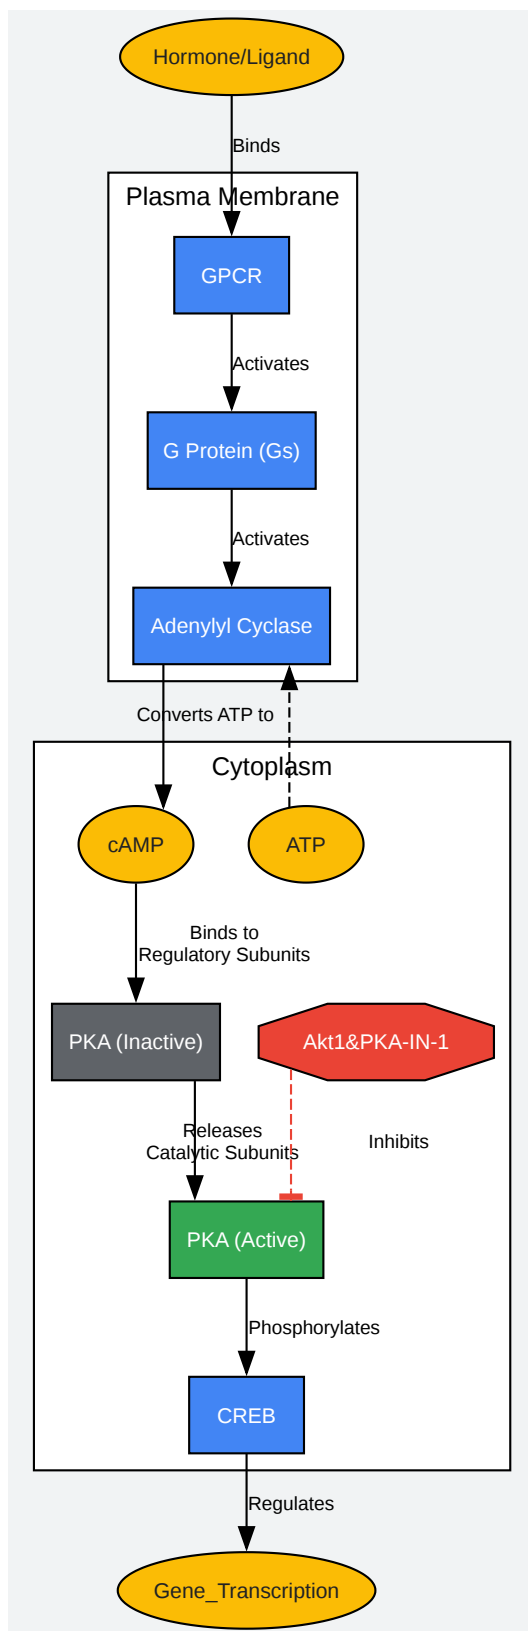 Hormone/Ligand
Binds
Plasma Membrane
GPCR
Activates
G Protein (Gs)
Activates
Adenylyl Cyclase
Converts ATP to
Cytoplasm
cAMP
ATP
Binds to
Regulatory Subunits
PKA (Inactive)
Akt1&PKA-IN-1
Releases
Catalytic Subunits
Inhibits
PKA (Active)
Phosphorylates
CREB
Regulates
Gene_Transcription